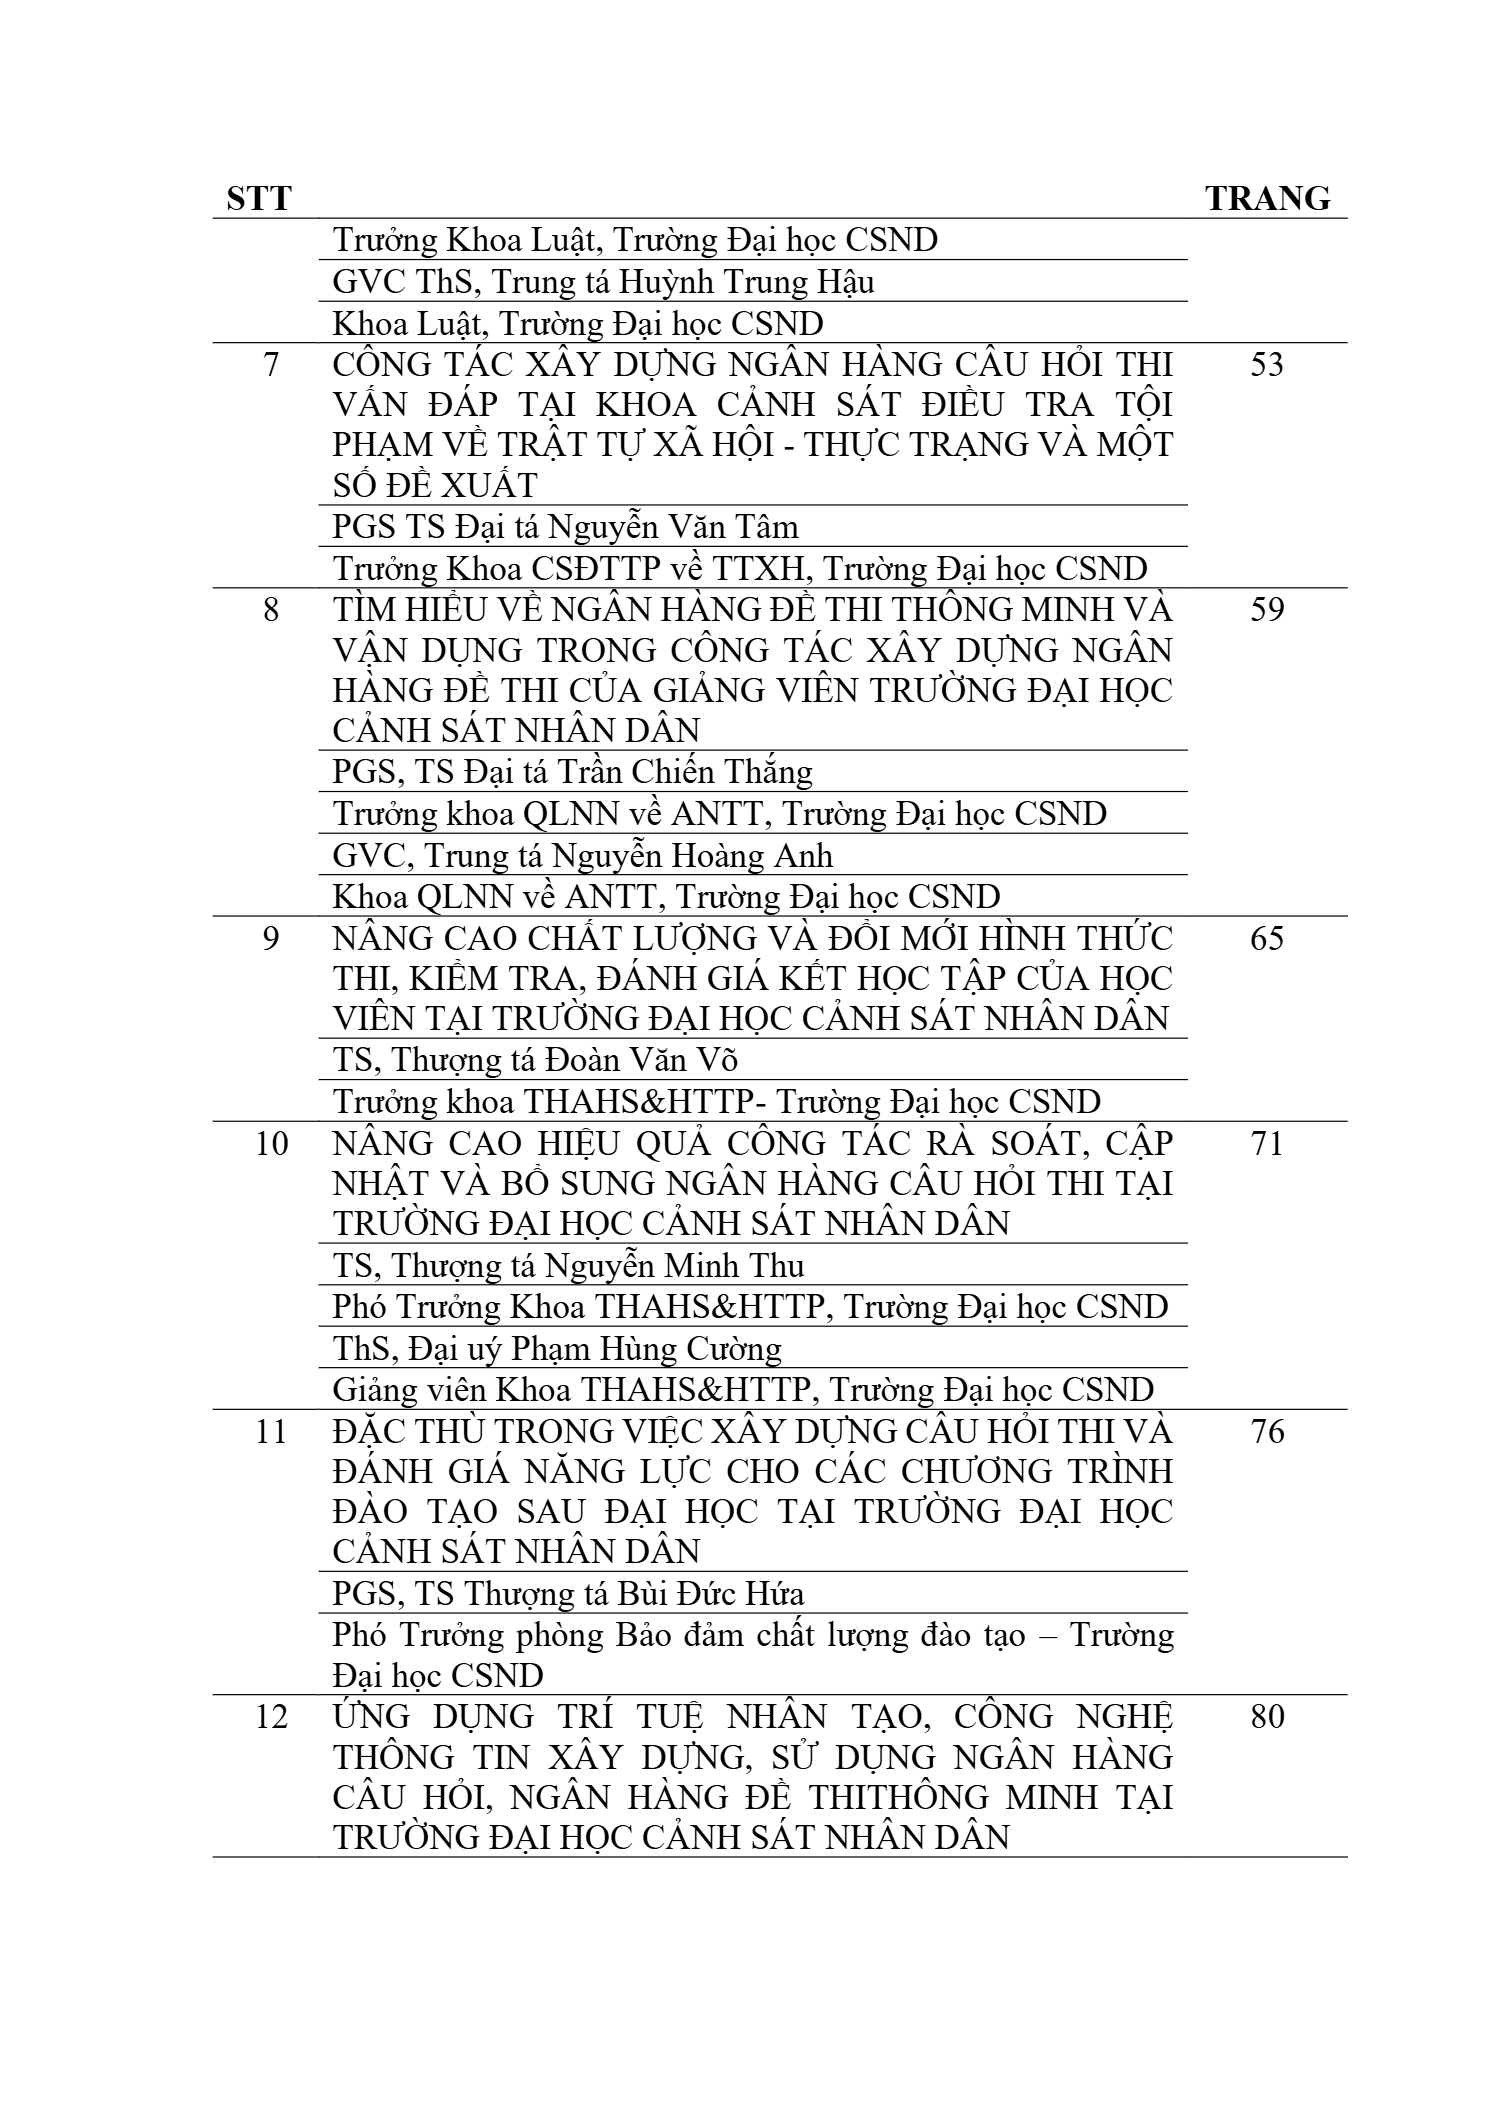 STT TRANG
Trưởng Khoa Luật, Trường Đại học CSND
GVC ThS, Trung tá Huỳnh Trung Hậu
Khoa Luật, Trường Đại học CSND
7 CÔNG TÁC XÂY DỰNG NGÂN HÀNG CÂU HỎI THI 53
VẤN ĐÁP TẠI KHOA CẢNH SÁT ĐIỀU TRA TỘI
PHẠM VỀ TRẬT TỰ XÃ HỘI - THỰC TRẠNG VÀ MỘT
SỐ ĐỀ XUẤT
PGS TS Đại tá Nguyễn Văn Tâm
Trưởng Khoa CSĐTTP về TTXH, Trường Đại học CSND
8 TÌM HIỂU VỀ NGÂN HÀNG ĐỀ THI THÔNG MINH VÀ 59
VẬN DỤNG TRONG CÔNG TÁC XÂY DỰNG NGÂN
HÀNG ĐỀ THI CỦA GIẢNG VIÊN TRƯỜNG ĐẠI HỌC
CẢNH SÁT NHÂN DÂN
PGS, TS Đại tá Trần Chiến Thắng
Trưởng khoa QLNN về ANTT, Trường Đại học CSND
GVC, Trung tá Nguyễn Hoàng Anh
Khoa QLNN về ANTT, Trường Đại học CSND
9 NÂNG CAO CHẤT LƯỢNG VÀ ĐỔI MỚI HÌNH THỨC 65
THI, KIỂM TRA, ĐÁNH GIÁ KẾT HỌC TẬP CỦA HỌC
VIÊN TẠI TRƯỜNG ĐẠI HỌC CẢNH SÁT NHÂN DÂN
TS, Thượng tá Đoàn Văn Võ
Trưởng khoa THAHS&HTTP- Trường Đại học CSND
10 NÂNG CAO HIỆU QUẢ CÔNG TÁC RÀ SOÁT, CẬP 71
NHẬT VÀ BỔ SUNG NGÂN HÀNG CÂU HỎI THI TẠI
TRƯỜNG ĐẠI HỌC CẢNH SÁT NHÂN DÂN
TS, Thượng tá Nguyễn Minh Thu
Phó Trưởng Khoa THAHS&HTTP, Trường Đại học CSND
ThS, Đại uý Phạm Hùng Cường
Giảng viên Khoa THAHS&HTTP, Trường Đại học CSND
11 ĐẶC THÙ TRONG VIỆC XÂY DỰNG CÂU HỎI THI VÀ 76
ĐÁNH GIÁ NĂNG LỰC CHO CÁC CHƯƠNG TRÌNH
ĐÀO TẠO SAU ĐẠI HỌC TẠI TRƯỜNG ĐẠI HỌC
CẢNH SÁT NHÂN DÂN
PGS, TS Thượng tá Bùi Đức Hứa
Phó Trưởng phòng Bảo đảm chất lượng đào tạo – Trường
Đại học CSND
12 ỨNG DỤNG TRÍ TUỆ NHÂN TẠO, CÔNG NGHỆ 80
THÔNG TIN XÂY DỰNG, SỬ DỤNG NGÂN HÀNG
CÂU HỎI, NGÂN HÀNG ĐỀ THITHÔNG MINH TẠI
TRƯỜNG ĐẠI HỌC CẢNH SÁT NHÂN DÂN